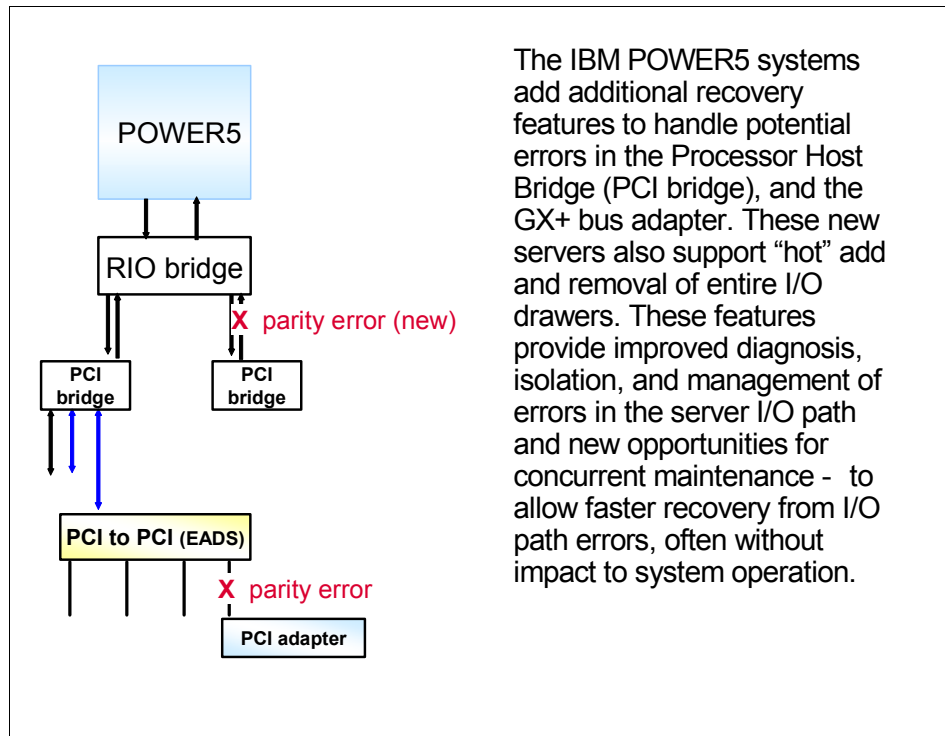 POWER5
RIO bridge
X parity error (new)
PCI
bridge
PCI
bridge
PCI to PCI (EADS)
X parity error
PCI adapter
The IBM POWER5 systems
add additional recovery
features to handle potential
errors in the Processor Host
Bridge (PCI bridge), and the
GX+ bus adapter. These new
servers also support “hot” add
and removal of entire I/O
drawers. These features
provide improved diagnosis,
isolation, and management of
errors in the server I/O path
and new opportunities for
concurrent maintenance - to
allow faster recovery from I/O
path errors, often without
impact to system operation.